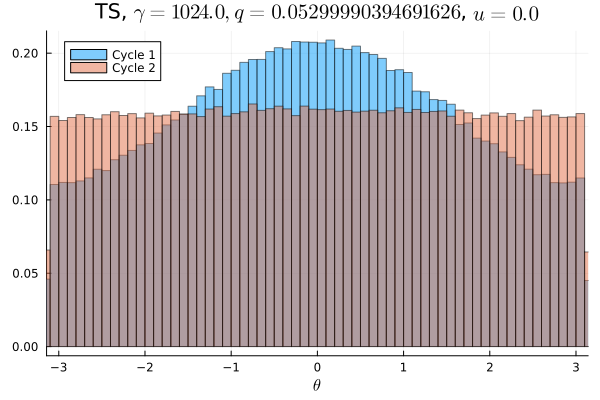 TS, γ = 1024.0, q = 0.05299990394691626, u = 0.0
Cycle 1
Cycle 2
0.20
0.15
0.10
0.05
0.00
−3 −2 −1 0 1 2 3
θ